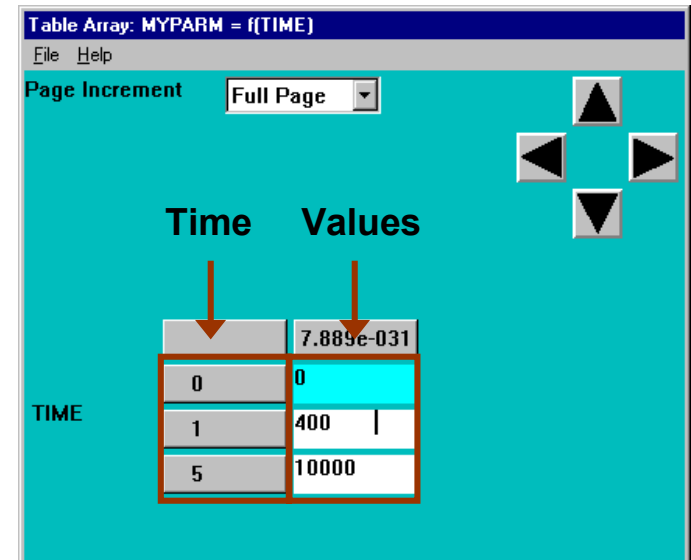 Table Array: MYPARM = f(TIME)
File Help
Page Increment Full Page
Time Values
7.889e-031
0 0
TIME
1 400
5 10000